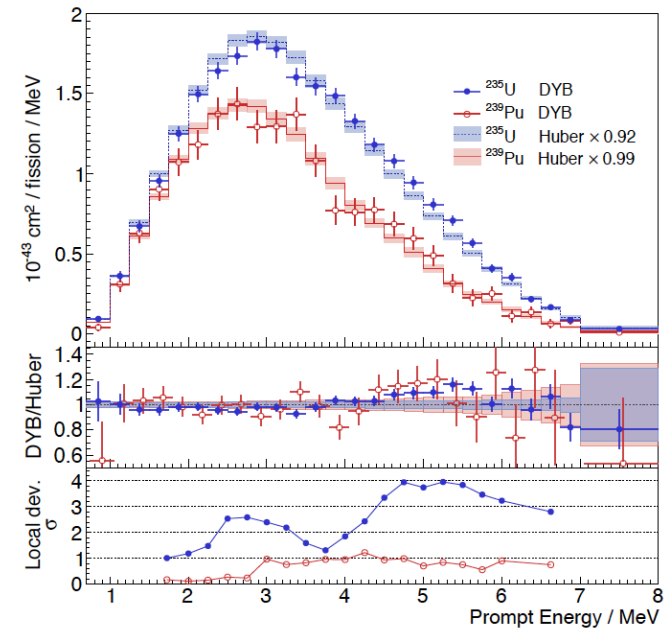 2
1.5
1
0.5
0
10⁻⁴³ cm² / fission / MeV
²³⁵U DYB
²³⁹Pu DYB
²³⁵U Huber × 0.92
²³⁹Pu Huber × 0.99
1.4
1.2
1.0
0.8
0.6
DYB/Huber
4
3
2
1
0
Local dev.
σ
1 2 3 4 5 6 7 8
Prompt Energy / MeV